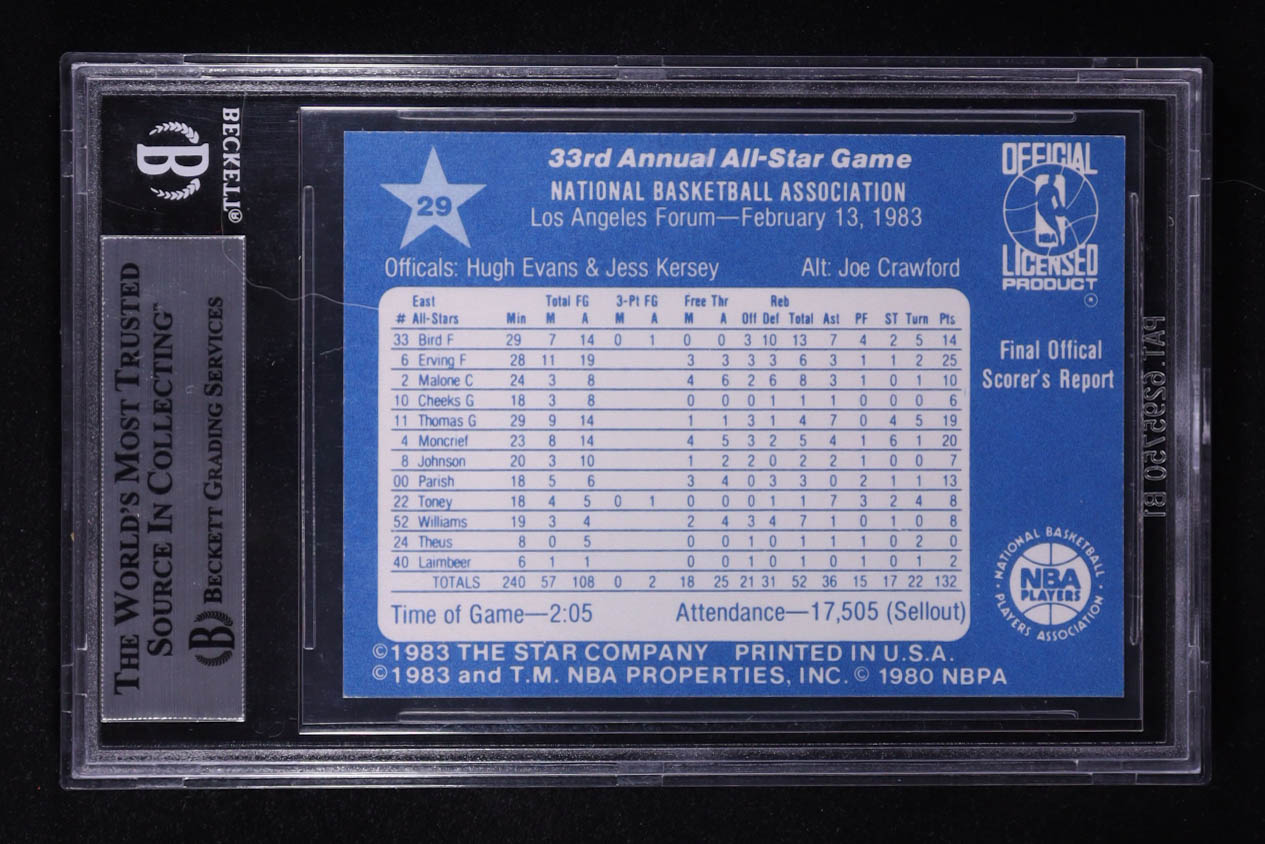 BECKETT®
B
THE WORLD'S MOST TRUSTED
SOURCE IN COLLECTING™
B BECKETT GRADING SERVICES
29
33rd Annual All-Star Game
NATIONAL BASKETBALL ASSOCIATION
Los Angeles Forum—February 13, 1983
OFFICIAL
NBA
LICENSED
PRODUCT
®
Officals: Hugh Evans & Jess Kersey Alt: Joe Crawford
East Total FG 3-Pt FG Free Thr Reb
# All-Stars Min M A M A M A Off Def Total Ast PF ST Turn Pts
33 Bird F 29 7 14 0 1 0 0 3 10 13 7 4 2 5 14
6 Erving F 28 11 19 3 3 3 3 6 3 1 1 2 25
2 Malone C 24 3 8 4 6 2 6 8 3 1 0 1 10
10 Cheeks G 18 3 8 0 0 0 1 1 1 0 0 0 6
11 Thomas G 29 9 14 1 1 3 1 4 7 0 4 5 19
4 Moncrief 23 8 14 4 5 3 2 5 4 1 6 1 20
8 Johnson 20 3 10 1 2 2 0 2 2 1 0 0 7
00 Parish 18 5 6 3 4 0 3 3 0 2 1 1 13
22 Toney 18 4 5 0 1 0 0 0 1 1 7 3 2 4 8
52 Williams 19 3 4 2 4 3 4 7 1 0 1 0 8
24 Theus 8 0 5 0 0 0 1 1 1 1 0 2 0
40 Laimbeer 6 1 1 0 0 1 0 1 0 1 0 1 2
TOTALS 240 57 108 0 2 18 25 21 31 52 36 15 17 22 132
Time of Game—2:05 Attendance—17,505 (Sellout)
Final Offical
Scorer's Report
NATIONAL BASKETBALL
NBA
PLAYERS
PLAYERS ASSOCIATION
©1983 THE STAR COMPANY PRINTED IN U.S.A.
©1983 and T.M. NBA PROPERTIES, INC. © 1980 NBPA